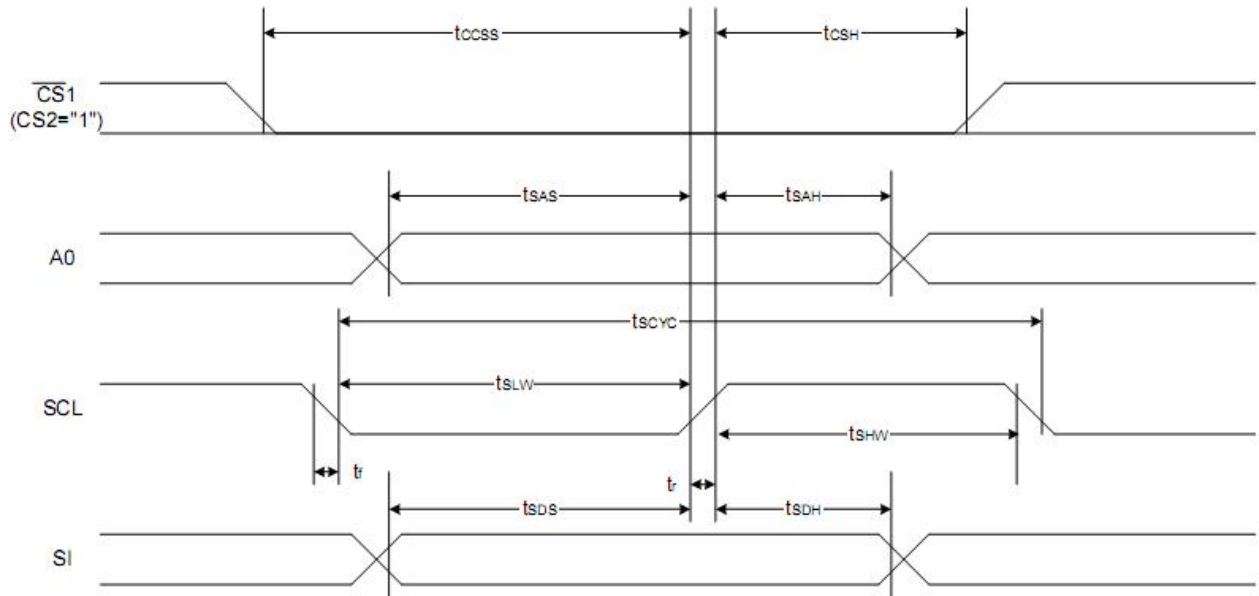 tCCSS
tCSH
CS1
(CS2="1")
tSAS
tSAH
A0
tSCYC
tSLW
SCL
tSHW
tf
tr
tSDS
tSDH
SI